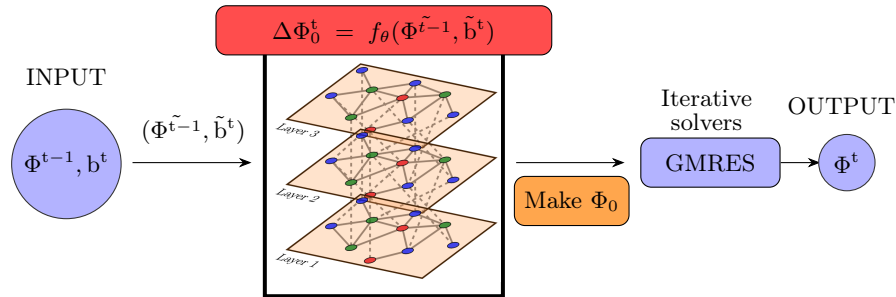 ΔΦ₀ᵗ = f_θ(Φ̃ᵗ⁻¹, b̃ᵗ)
INPUT
Φᵗ⁻¹, bᵗ
(Φ̃ᵗ⁻¹, b̃ᵗ)
Layer 3
Layer 2
Layer 1
Make Φ₀
Iterative
solvers
GMRES
OUTPUT
Φᵗ